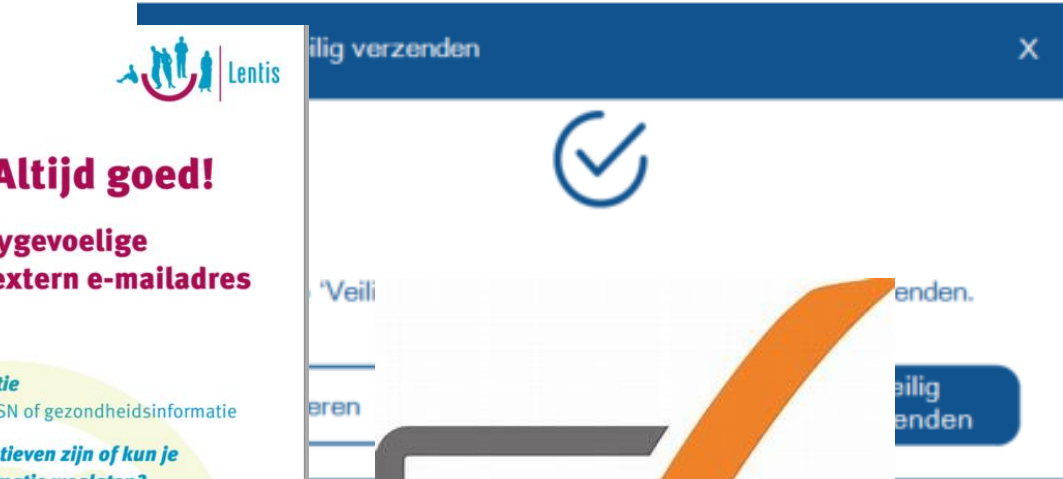 Lentis
Altijd goed!
ygevoelige
extern e-mailadres
tie
SN of gezondheidsinformatie
tieven zijn of kun je
ilig verzenden
X
'Veili
enden.
eren
eilig
enden